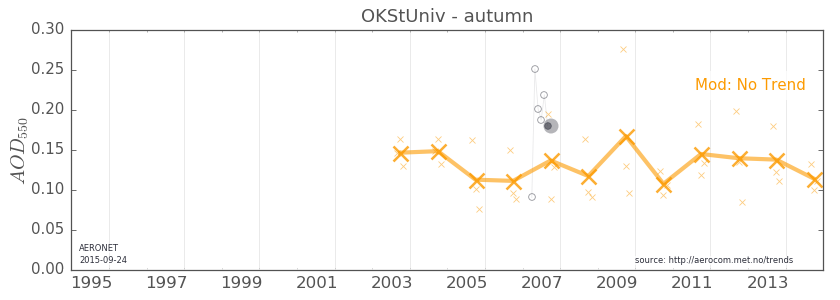 OKStUniv - autumn
0.30
0.25
0.20
0.15
0.10
0.05
0.00
AOD550
Mod: No Trend
AERONET
2015-09-24
source: http://aerocom.met.no/trends
1995 1997 1999 2001 2003 2005 2007 2009 2011 2013